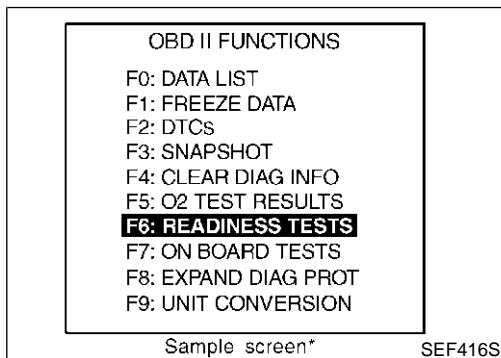 OBD II FUNCTIONS
F0: DATA LIST
F1: FREEZE DATA
F2: DTCs
F3: SNAPSHOT
F4: CLEAR DIAG INFO
F5: O2 TEST RESULTS
F6: READINESS TESTS
F7: ON BOARD TESTS
F8: EXPAND DIAG PROT
F9: UNIT CONVERSION
Sample screen*
SEF416S